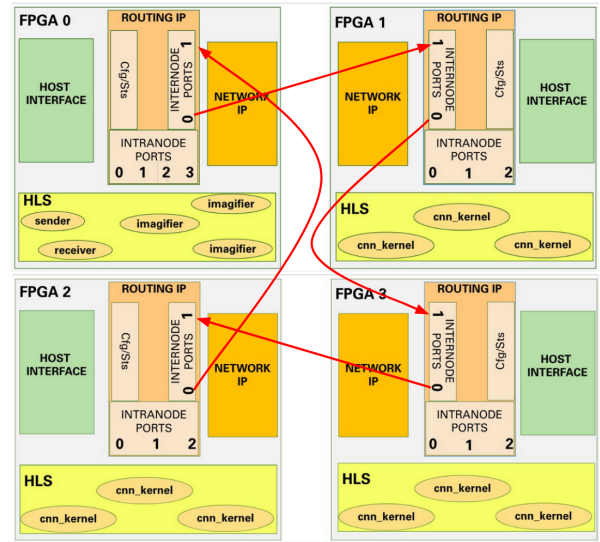 FPGA 0
ROUTING IP
HOST
INTERFACE
Cfg/Sts
INTERNODE
PORTS
1
0
NETWORK
IP
INTRANODE
PORTS
0 1 2 3
HLS
imagifier
sender
imagifier
receiver
imagifier
FPGA 1
ROUTING IP
NETWORK
IP
1
0
INTERNODE
PORTS
Cfg/Sts
HOST
INTERFACE
INTRANODE
PORTS
0 1 2
HLS
cnn_kernel
cnn_kernel
cnn_kernel
FPGA 2
ROUTING IP
HOST
INTERFACE
Cfg/Sts
INTERNODE
PORTS
1
0
NETWORK
IP
INTRANODE
PORTS
0 1 2
HLS
cnn_kernel
cnn_kernel
cnn_kernel
FPGA 3
ROUTING IP
NETWORK
IP
1
0
INTERNODE
PORTS
Cfg/Sts
HOST
INTERFACE
INTRANODE
PORTS
0 1 2
HLS
cnn_kernel
cnn_kernel
cnn_kernel